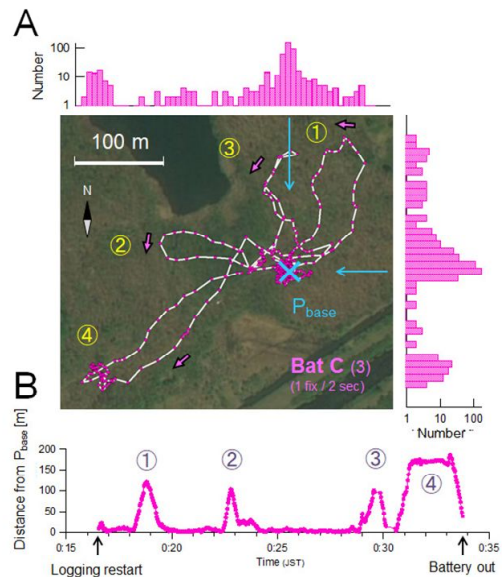 A
Number
100
10
1
100 m
N
①
③
②
④
P base
Bat C (3)
(1 fix / 2 sec)
1
10
100
Number
B
Distance from P base [m]
200
150
100
50
0
①
②
③
④
0:15
0:20
0:25
0:30
0:35
Time (JST)
Logging restart
Battery out